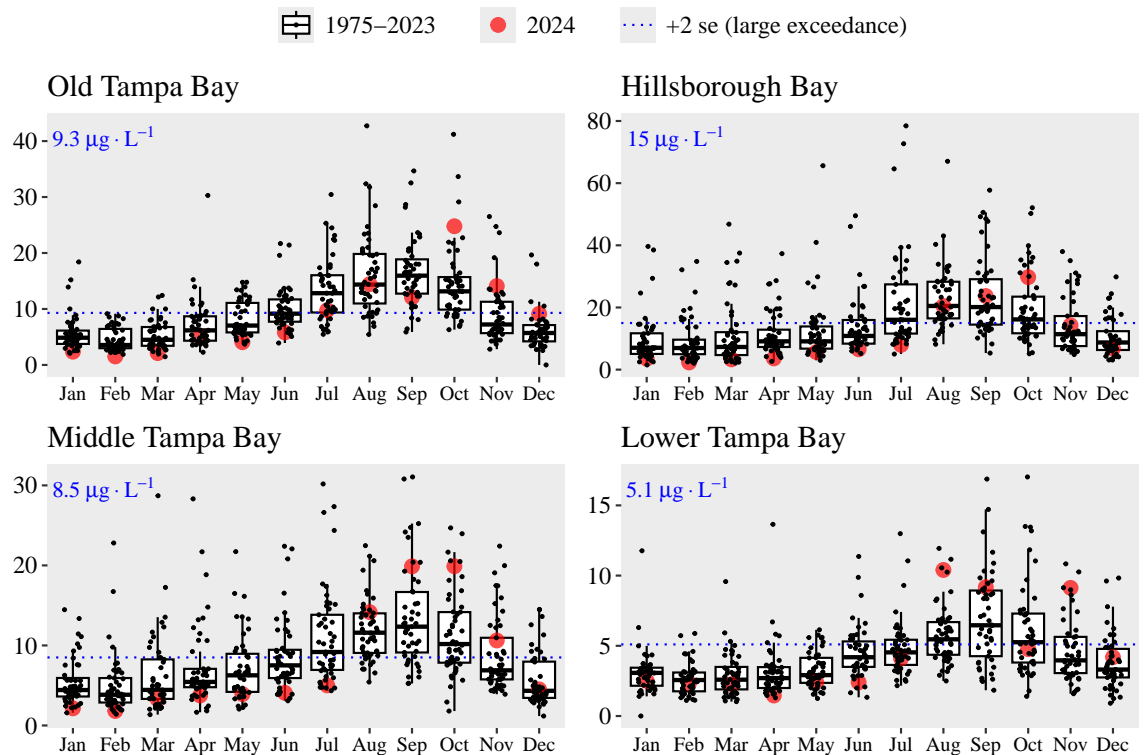 1975–2023 2024 +2 se (large exceedance)
Old Tampa Bay
9.3 μg · L⁻¹
40
30
20
10
0
Jan Feb Mar Apr May Jun Jul Aug Sep Oct Nov Dec
Hillsborough Bay
15 μg · L⁻¹
80
60
40
20
0
Jan Feb Mar Apr May Jun Jul Aug Sep Oct Nov Dec
Middle Tampa Bay
8.5 μg · L⁻¹
30
20
10
0
Jan Feb Mar Apr May Jun Jul Aug Sep Oct Nov Dec
Lower Tampa Bay
5.1 μg · L⁻¹
15
10
5
0
Jan Feb Mar Apr May Jun Jul Aug Sep Oct Nov Dec